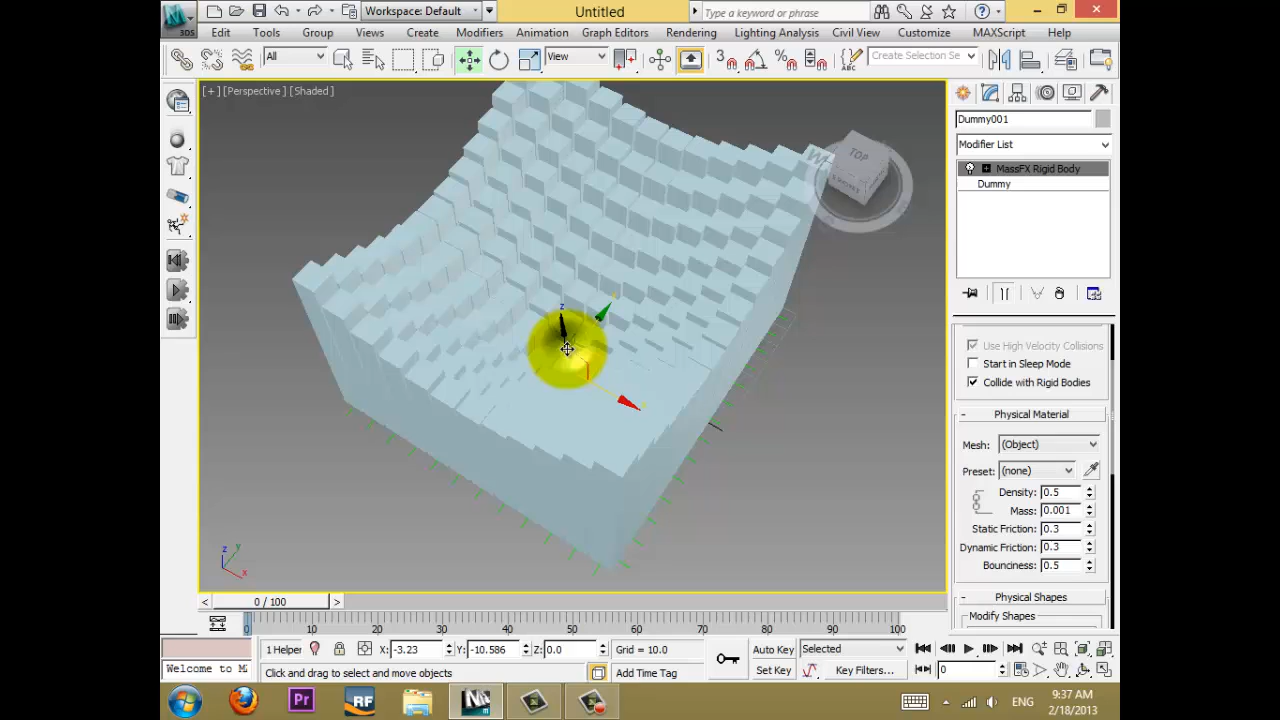 3DS
Workspace: Default
Untitled
Type a keyword or phrase
Edit
Tools
Group
Views
Create
Modifiers
Animation
Graph Editors
Rendering
Lighting Analysis
Civil View
Customize
MAXScript
Help
All
View
3
Create Selection Se
[+] [Perspective] [Shaded]
TOP
W
Dummy001
Modifier List
MassFX Rigid Body
Dummy
Use High Velocity Collisions
Start in Sleep Mode
Collide with Rigid Bodies
- Physical Material
Mesh: (Object)
Preset: (none)
Density: 0.5
Mass: 0.001
Static Friction: 0.3
Dynamic Friction: 0.3
Bounciness: 0.5
- Physical Shapes
Modify Shapes
z
z
y
x
< 0 / 100 >
0 10 20 30 40 50 60 70 80 90 100
1 Helper
X: -3.23
Y: -10.586
Z: 0.0
Grid = 10.0
Auto Key
Selected
Welcome to M
Click and drag to select and move objects
Add Time Tag
Set Key
Key Filters...
0
Pr
RF
ENG
9:37 AM
2/18/2013